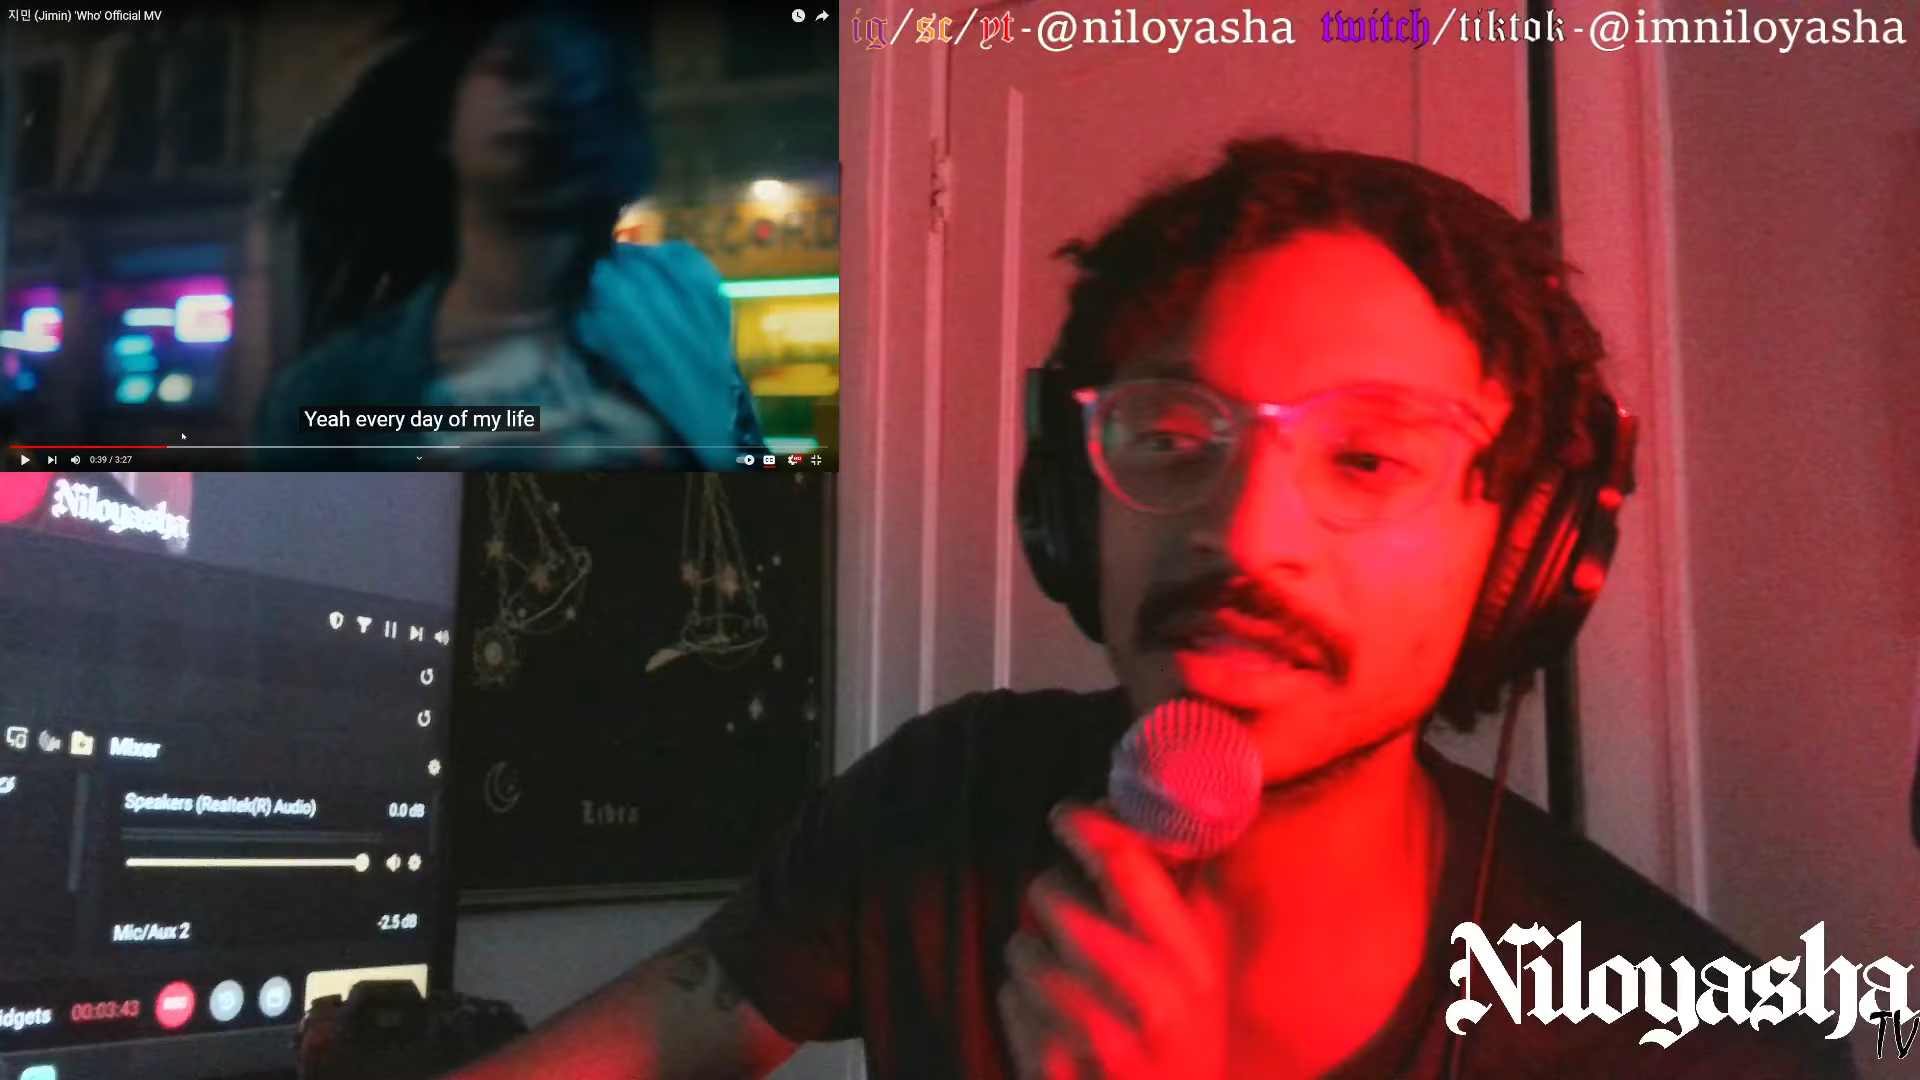 지민 (Jimin) 'Who' Official MV
ig/sc/yt-@niloyasha twitch/tiktok-@imniloyasha
Yeah every day of my life
0:39 / 3:27
Niloyasha
Mixer
Speakers (Realtek(R) Audio) 0.0 dB
Mic/Aux 2 -2.5 dB
00:03:43 REC
Libra
Niloyasha
TV